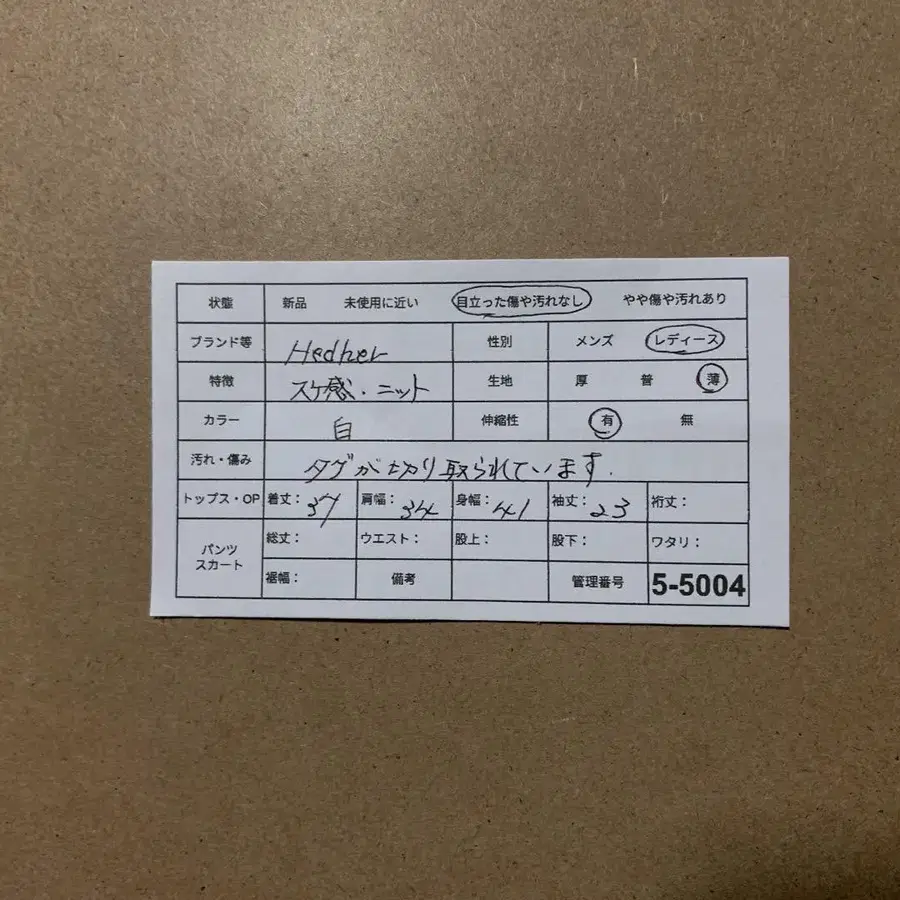 状態 新品 未使用に近い 目立った傷や汚れなし やや傷や汚れあり
ブランド等 Hedher 性別 メンズ レディース
特徴 スケ感・ニット 生地 厚 普 薄
カラー 白 伸縮性 有 無
汚れ・傷み タグが切り取られています.
トップス・OP 着丈: 37 肩幅: 34 身幅: 41 袖丈: 23 裄丈:
パンツ スカート 総丈: ウエスト: 股上: 股下: ワタリ:
裾幅: 備考 管理番号 5-5004